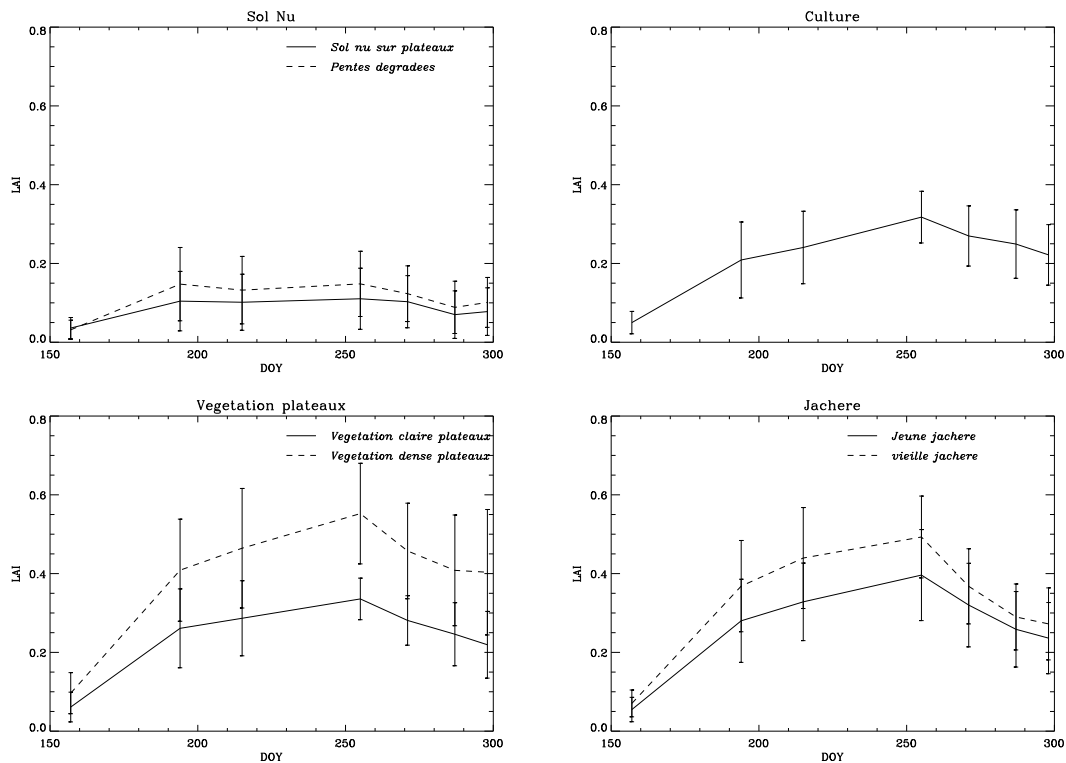 Sol Nu
0.8
Sol nu sur plateaux
Pentes degradees
0.6
LAI
0.4
0.2
0.0
150 200 250 300
DOY
Culture
0.8
0.6
LAI
0.4
0.2
0.0
150 200 250 300
DOY
Vegetation plateaux
0.8
Vegetation claire plateaux
Vegetation dense plateaux
0.6
LAI
0.4
0.2
0.0
150 200 250 300
DOY
Jachere
0.8
Jeune jachere
vieille jachere
0.6
LAI
0.4
0.2
0.0
150 200 250 300
DOY